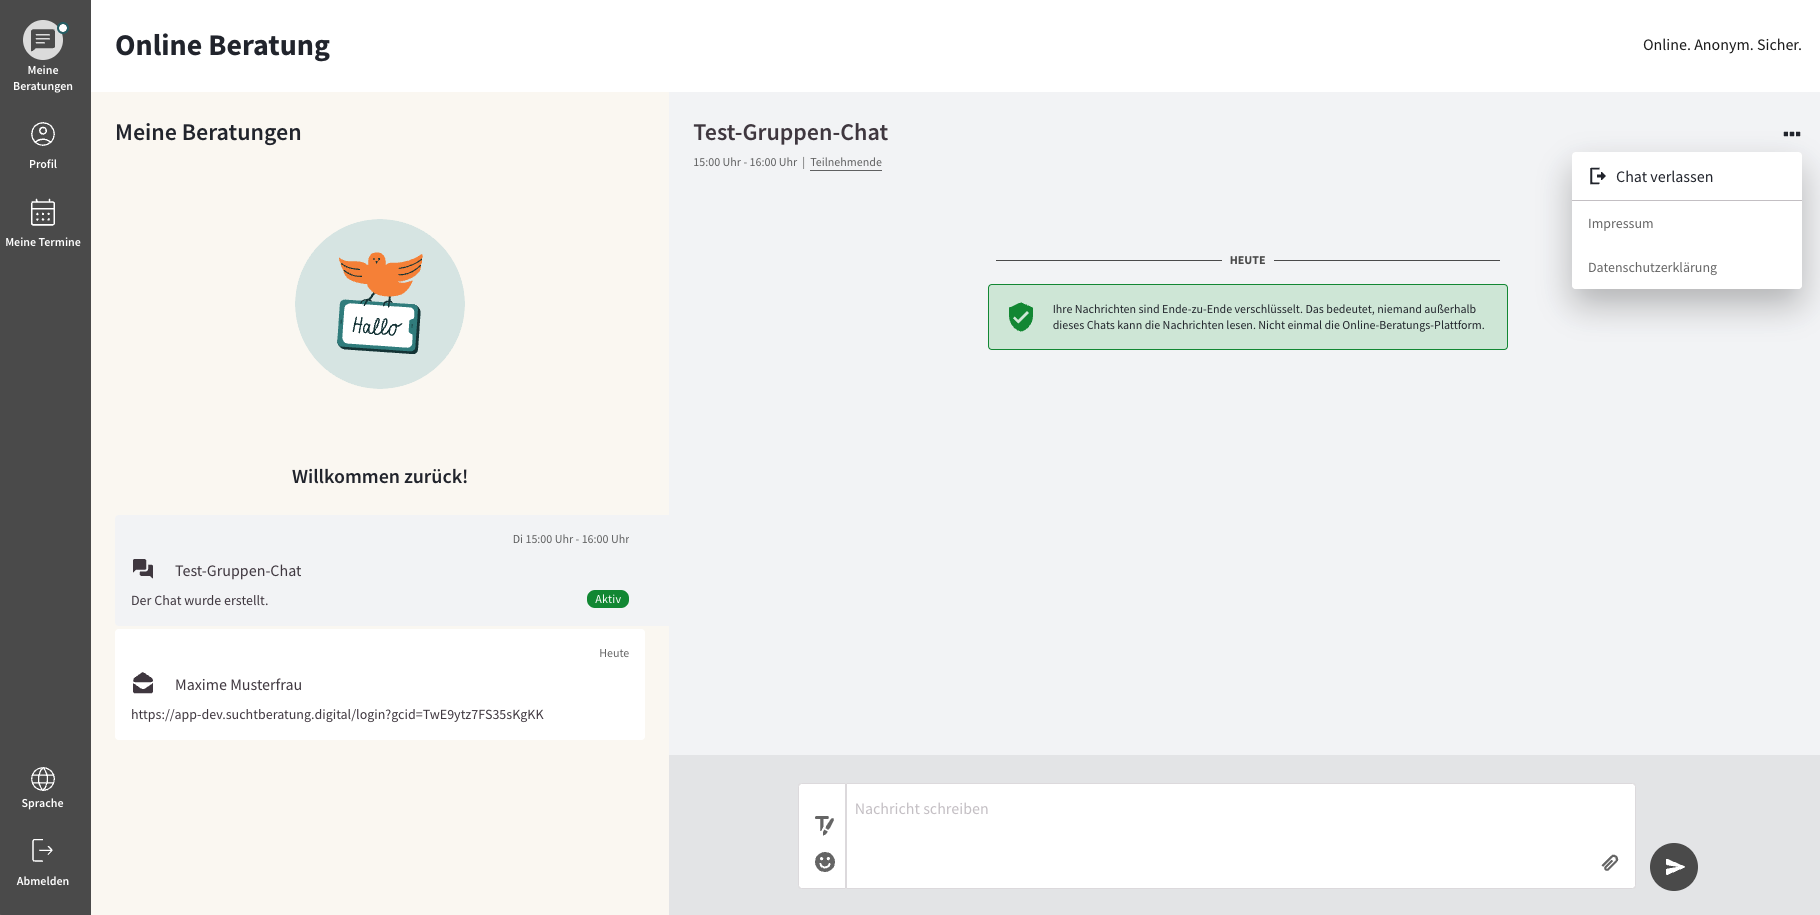 Meine
Beratungen
Profil
Meine Termine
Sprache
Abmelden
Online Beratung
Online. Anonym. Sicher.
Meine Beratungen
Hallo
Willkommen zurück!
Di 15:00 Uhr - 16:00 Uhr
Test-Gruppen-Chat
Der Chat wurde erstellt.
Aktiv
Heute
Maxime Musterfrau
https://app-dev.suchtberatung.digital/login?gcid=TwE9ytz7FS35sKgKK
Test-Gruppen-Chat
15:00 Uhr - 16:00 Uhr | Teilnehmende
Chat verlassen
Impressum
Datenschutzerklärung
HEUTE
Ihre Nachrichten sind Ende-zu-Ende verschlüsselt. Das bedeutet, niemand außerhalb
dieses Chats kann die Nachrichten lesen. Nicht einmal die Online-Beratungs-Plattform.
Nachricht schreiben